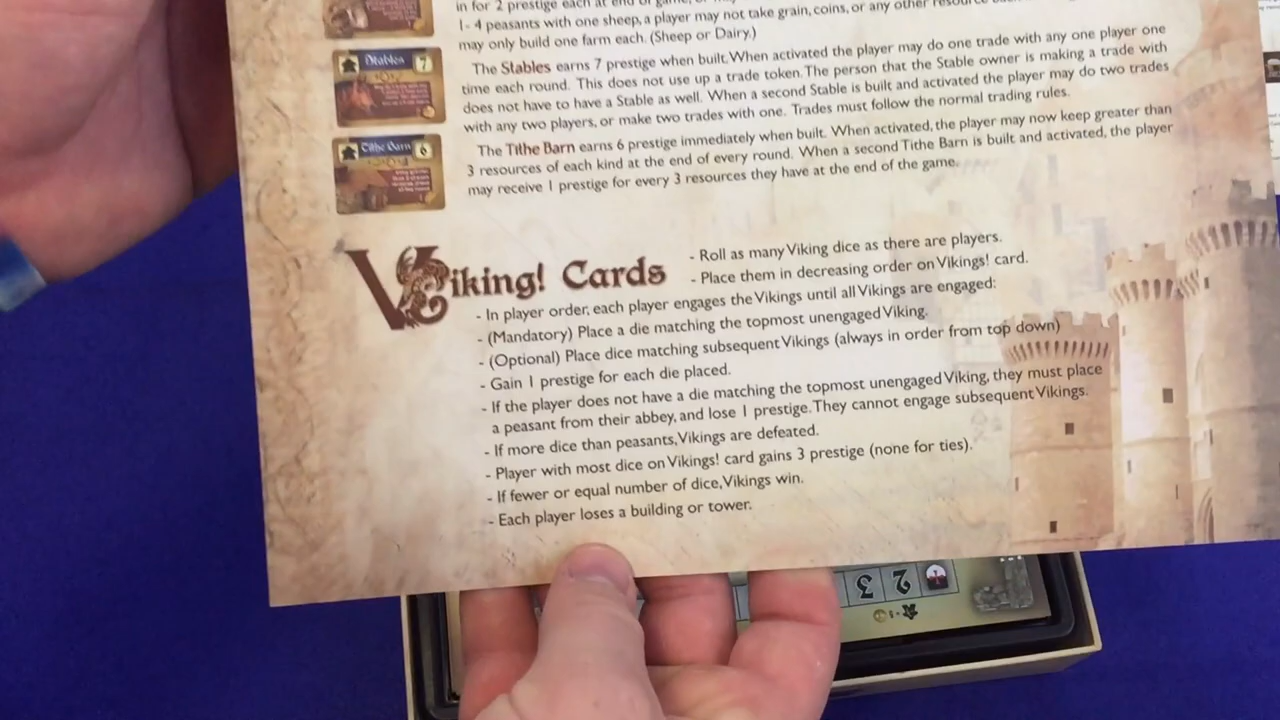 in for 2 prestige each at end of game,
1- 4 peasants with one sheep, a player may not take grain, coins, or any other resource
may only build one farm each. (Sheep or Dairy.)
Stables 7
The Stables earns 7 prestige when built. When activated the player may do one trade with any one player one
time each round. This does not use up a trade token. The person that the Stable owner is making a trade with
does not have to have a Stable as well. When a second Stable is built and activated the player may do two trades
with any two players, or make two trades with one. Trades must follow the normal trading rules.
Tithe Barn 6
The Tithe Barn earns 6 prestige immediately when built. When activated, the player may now keep greater than
3 resources of each kind at the end of every round. When a second Tithe Barn is built and activated, the player
may receive 1 prestige for every 3 resources they have at the end of the game.
Viking! Cards
- Roll as many Viking dice as there are players.
- Place them in decreasing order on Vikings! card.
- In player order, each player engages the Vikings until all Vikings are engaged:
- (Mandatory) Place a die matching the topmost unengaged Viking.
- (Optional) Place dice matching subsequent Vikings (always in order from top down)
- Gain 1 prestige for each die placed.
- If the player does not have a die matching the topmost unengaged Viking, they must place
a peasant from their abbey, and lose 1 prestige. They cannot engage subsequent Vikings.
- If more dice than peasants, Vikings are defeated.
- Player with most dice on Vikings! card gains 3 prestige (none for ties).
- If fewer or equal number of dice, Vikings win.
- Each player loses a building or tower.
3 2